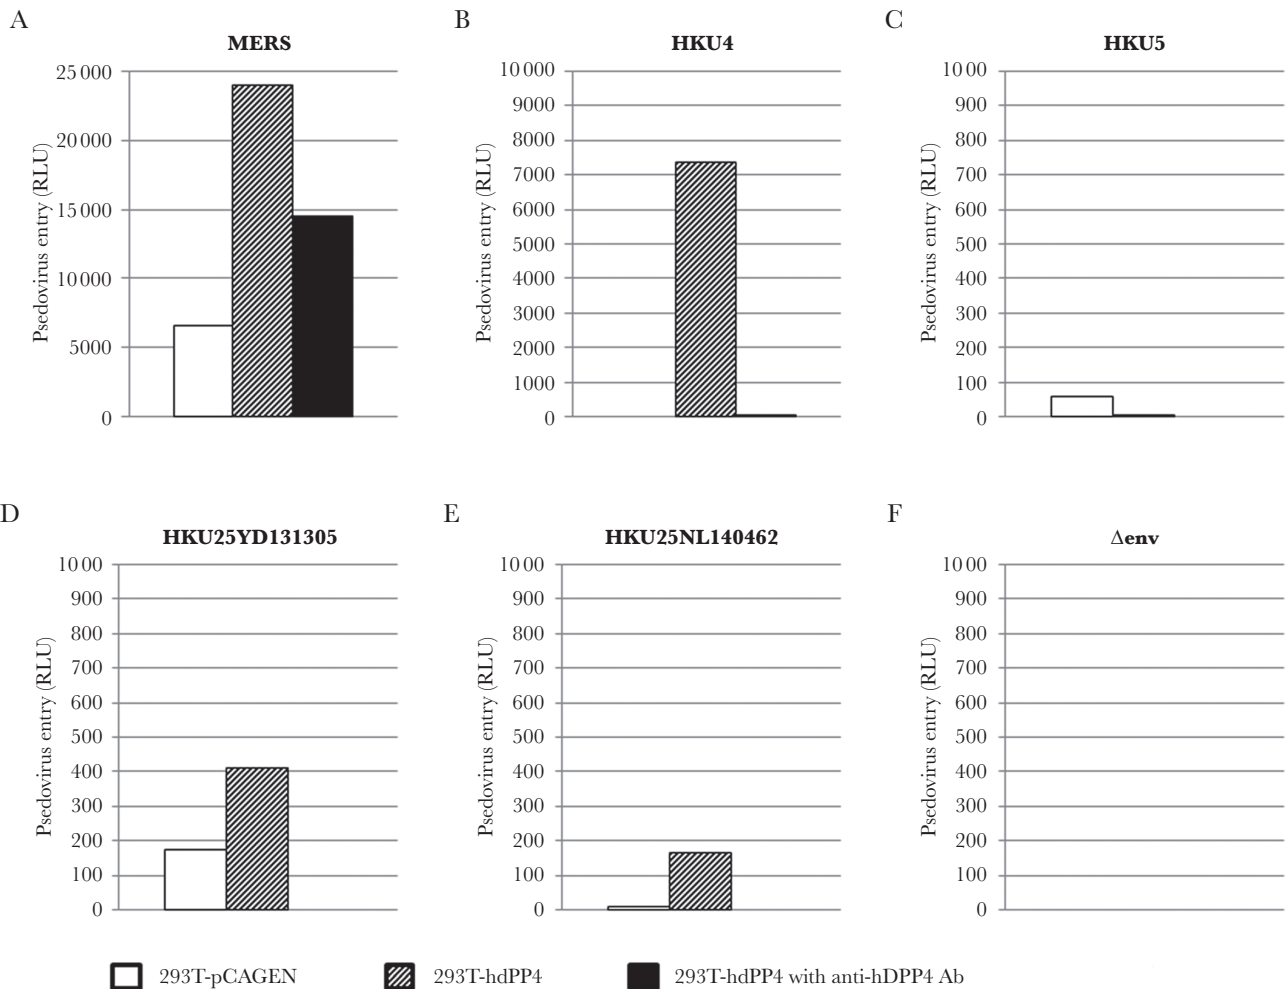 A
MERS
25 000
20 000
15 000
10 000
5000
0
Psedovirus entry (RLU)
B
HKU4
10 000
9000
8000
7000
6000
5000
4000
3000
2000
1000
0
Psedovirus entry (RLU)
C
HKU5
10 00
900
800
700
600
500
400
300
200
100
0
Psedovirus entry (RLU)
D
HKU25YD131305
10 00
900
800
700
600
500
400
300
200
100
0
Psedovirus entry (RLU)
E
HKU25NL140462
10 00
900
800
700
600
500
400
300
200
100
0
Psedovirus entry (RLU)
F
Δenv
10 00
900
800
700
600
500
400
300
200
100
0
Psedovirus entry (RLU)
293T-pCAGEN
293T-hdPP4
293T-hdPP4 with anti-hDPP4 Ab